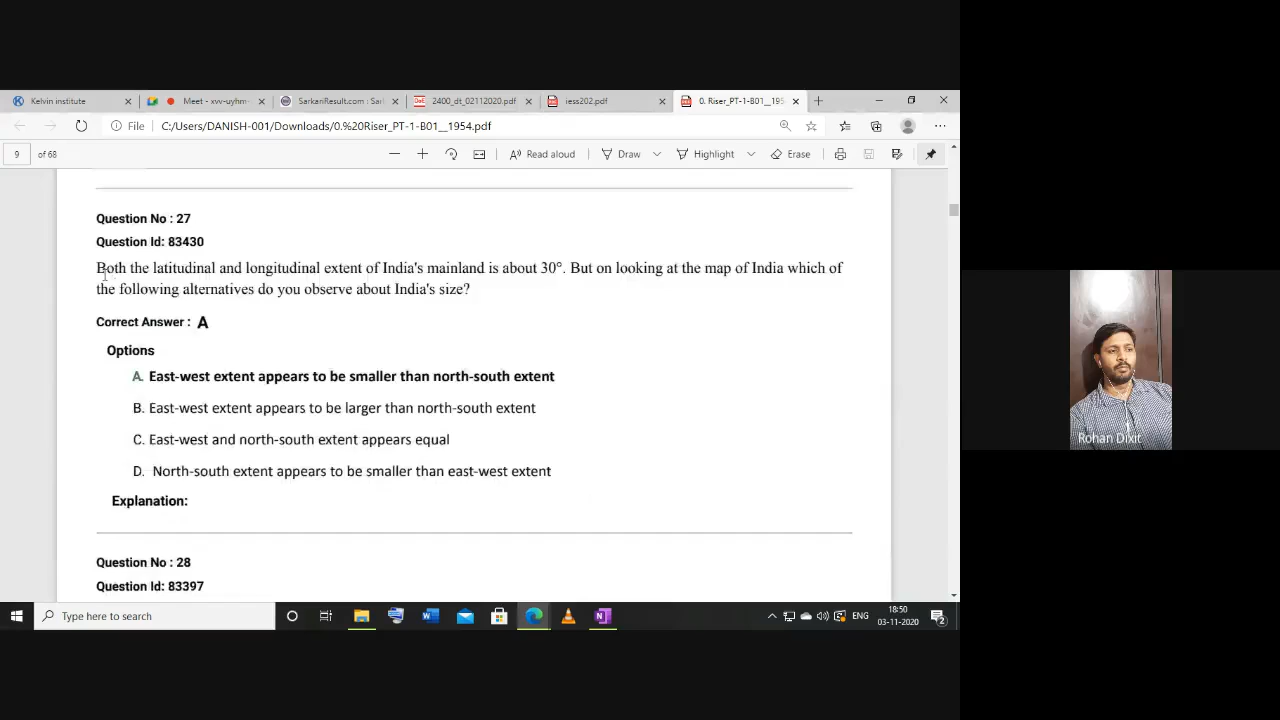 Kelvin institute
Meet - xvv-uyhm-
SarkariResult.com : Sar
2400_dt_02112020.pdf
iess202.pdf
0. Riser_PT-1-B01__195
File
C:/Users/DANISH-001/Downloads/0.%20Riser_PT-1-B01__1954.pdf
9 of 68
Read aloud
Draw
Highlight
Erase
Question No : 27
Question Id: 83430
Both the latitudinal and longitudinal extent of India's mainland is about 30°. But on looking at the map of India which of
the following alternatives do you observe about India's size?
Correct Answer : A
Options
A. East-west extent appears to be smaller than north-south extent
B. East-west extent appears to be larger than north-south extent
C. East-west and north-south extent appears equal
D. North-south extent appears to be smaller than east-west extent
Explanation:
Question No : 28
Question Id: 83397
Rohan Dixit
Type here to search
ENG
18:50
03-11-2020
2